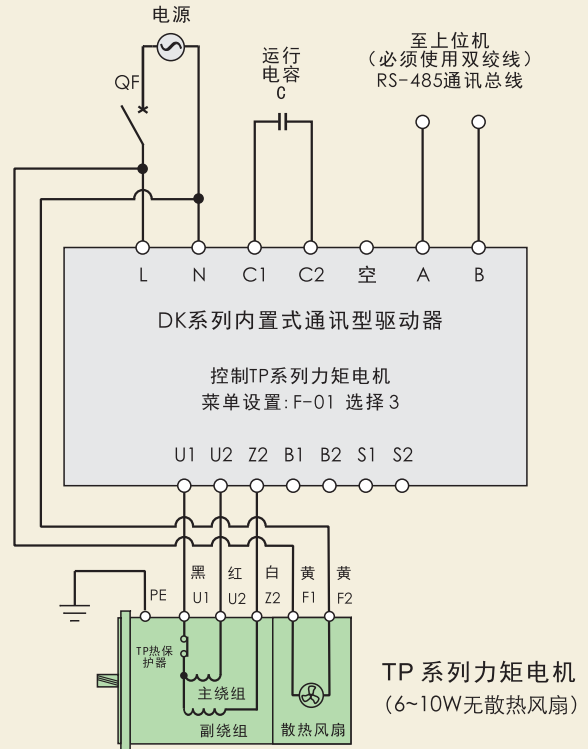 电源
QF
运行
电容
C
至上位机
（必须使用双绞线）
RS-485通讯总线
L N C1 C2 空 A B
DK系列内置式通讯型驱动器
控制TP系列力矩电机
菜单设置:F-01 选择3
U1 U2 Z2 B1 B2 S1 S2
黑 红 白 黄 黄
PE U1 U2 Z2 F1 F2
TP热保
护器
主绕组
副绕组
散热风扇
TP 系列力矩电机
(6~10W无散热风扇)